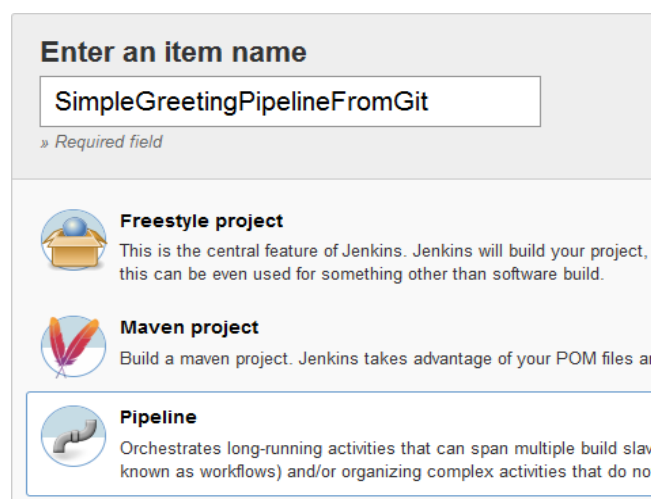 Enter an item name
SimpleGreetingPipelineFromGit
» Required field
Freestyle project
This is the central feature of Jenkins. Jenkins will build your project,
this can be even used for something other than software build.
Maven project
Build a maven project. Jenkins takes advantage of your POM files
Pipeline
Orchestrates long-running activities that can span multiple build
known as workflows) and/or organizing complex activities that do